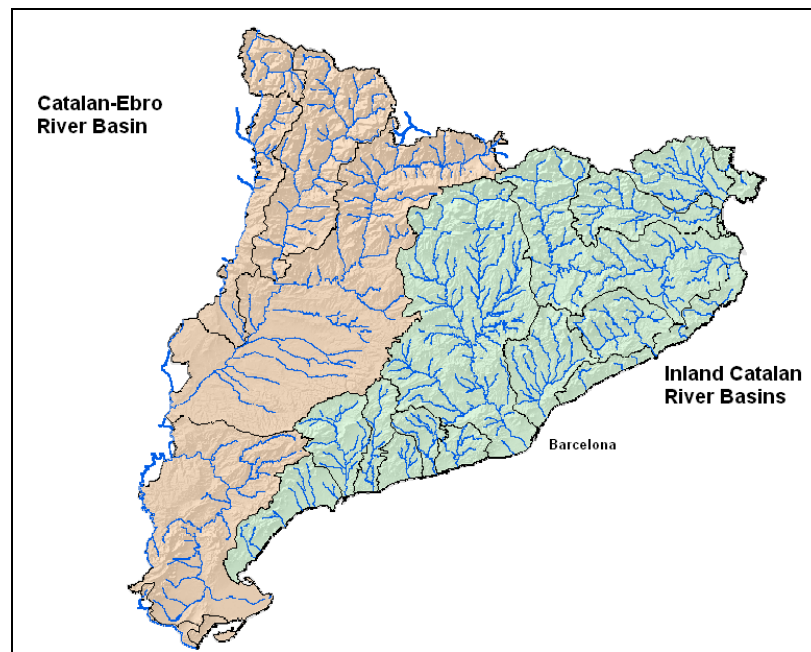 Catalan-Ebro
River Basin
Inland Catalan
River Basins
Barcelona